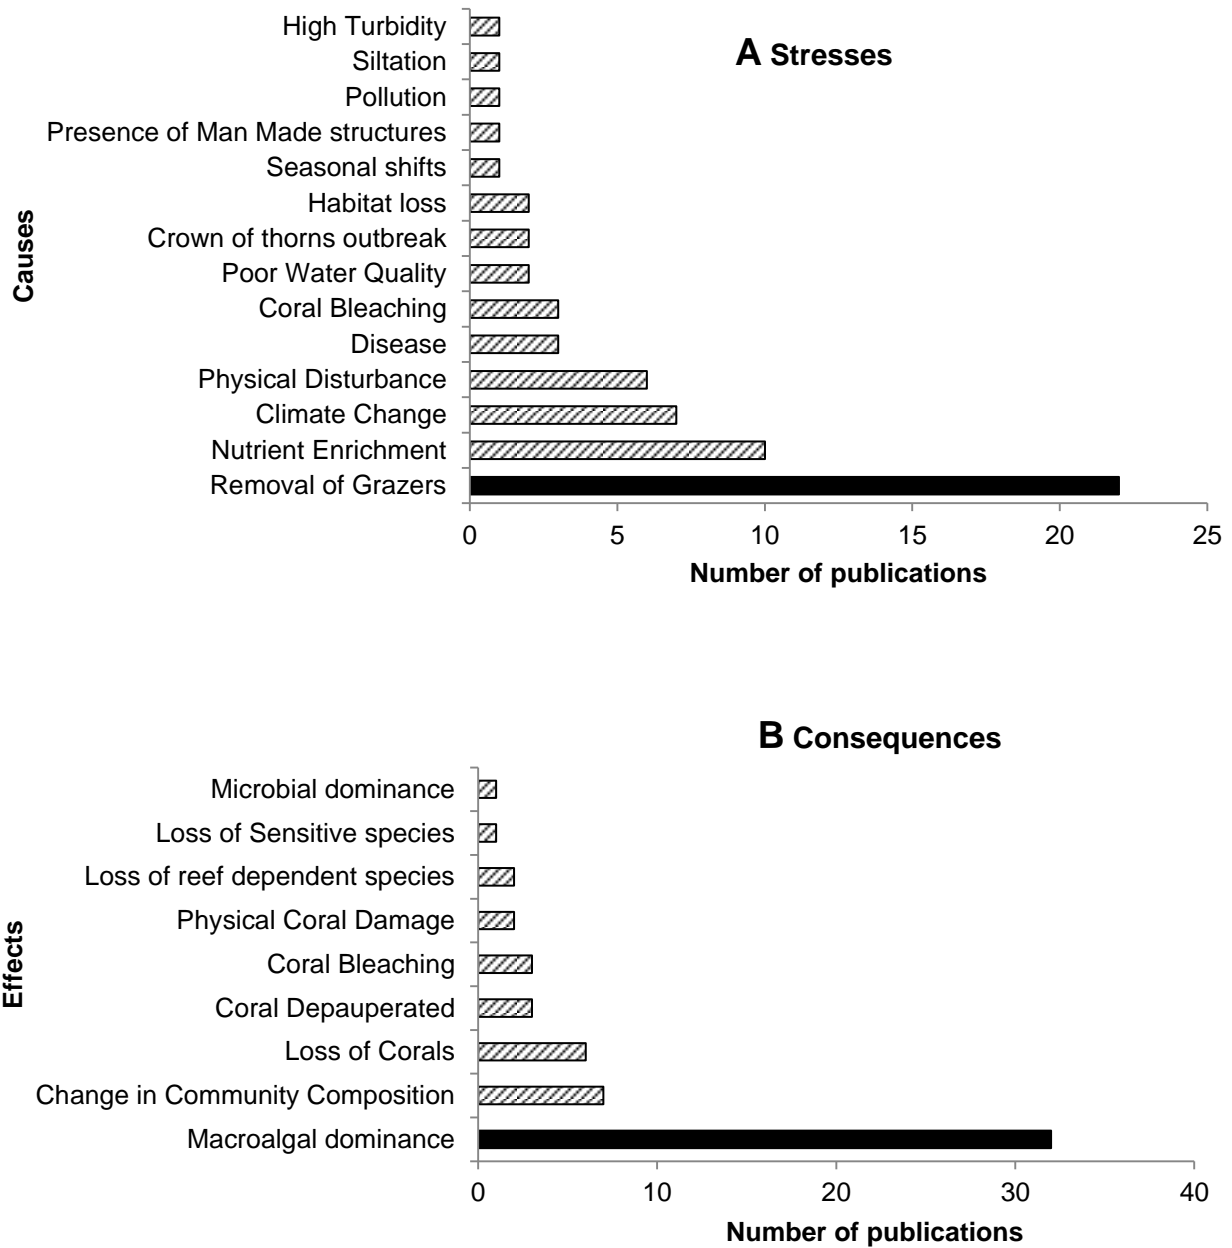 A Stresses
Causes
High Turbidity
Siltation
Pollution
Presence of Man Made structures
Seasonal shifts
Habitat loss
Crown of thorns outbreak
Poor Water Quality
Coral Bleaching
Disease
Physical Disturbance
Climate Change
Nutrient Enrichment
Removal of Grazers
0 5 10 15 20 25
Number of publications
B Consequences
Effects
Microbial dominance
Loss of Sensitive species
Loss of reef dependent species
Physical Coral Damage
Coral Bleaching
Coral Depauperated
Loss of Corals
Change in Community Composition
Macroalgal dominance
0 10 20 30 40
Number of publications